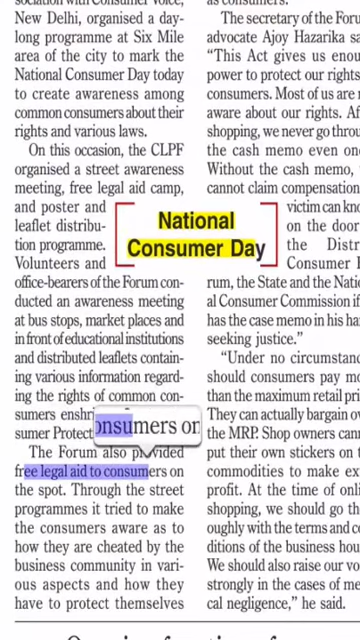 New Delhi, organised a day-
long programme at Six Mile
area of the city to mark the
National Consumer Day today
to create awareness among
common consumers about their
rights and various laws.
On this occasion, the CLPF
organised a street awareness
meeting, free legal aid camp,
and poster and
leaflet distribu-
tion programme.
Volunteers and
office-bearers of the Forum con-
ducted an awareness meeting
at bus stops, market places and
in front of educational institutions
and distributed leaflets contain-
ing various information regard-
ing the rights of common con-
sumers
sumer Protect
The Forum also provided
free legal aid to consumers on
the spot. Through the street
programmes it tried to make
the consumers aware as to
how they are cheated by the
business community in vari-
ous aspects and how they
have to protect themselves
National
Consumer Day
onsumers on
as consumers.
The secretary of the Foru
advocate Ajoy Hazarika sa
"This Act gives us enou
power to protect our rights
consumers. Most of us are
aware about our rights. Af
shopping, we never go throu
the cash memo even on
Without the cash memo,
cannot claim compensation
victim can kno
on the door
the Distr
Consumer F
rum, the State and the Natio
al Consumer Commission if
has the case memo in his ha
seeking justice."
"Under no circumstanc
should consumers pay mo
than the maximum retail pri
They can actually bargain ov
the MRP. Shop owners cann
put their own stickers on t
commodities to make ex
profit. At the time of onli
shopping, we should go th
oughly with the terms and co
ditions of the business hou
We should also raise our vo
strongly in the cases of me
cal negligence," he said.